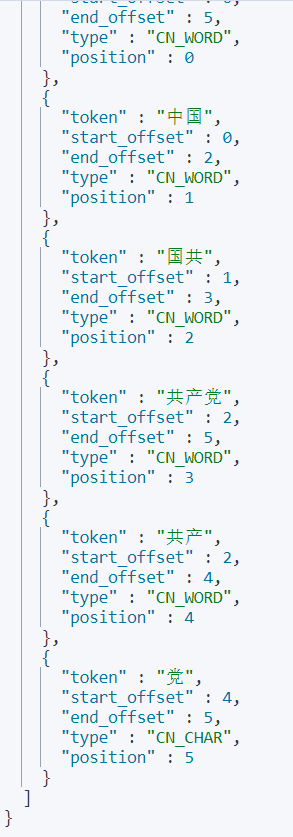 "end_offset" : 5,
"type" : "CN_WORD",
"position" : 0
},
{
"token" : "中国",
"start_offset" : 0,
"end_offset" : 2,
"type" : "CN_WORD",
"position" : 1
},
{
"token" : "国共",
"start_offset" : 1,
"end_offset" : 3,
"type" : "CN_WORD",
"position" : 2
},
{
"token" : "共产党",
"start_offset" : 2,
"end_offset" : 5,
"type" : "CN_WORD",
"position" : 3
},
{
"token" : "共产",
"start_offset" : 2,
"end_offset" : 4,
"type" : "CN_WORD",
"position" : 4
},
{
"token" : "党",
"start_offset" : 4,
"end_offset" : 5,
"type" : "CN_CHAR",
"position" : 5
}
]
}